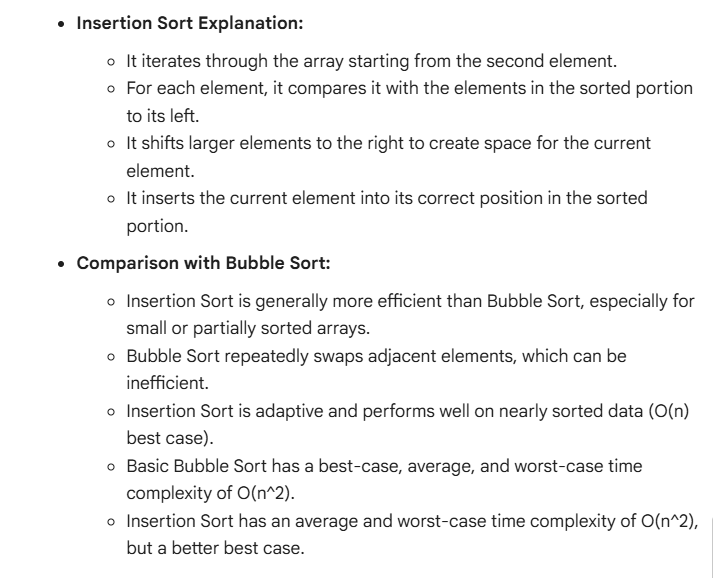 • Insertion Sort Explanation:
◦ It iterates through the array starting from the second element.
◦ For each element, it compares it with the elements in the sorted portion
to its left.
◦ It shifts larger elements to the right to create space for the current
element.
◦ It inserts the current element into its correct position in the sorted
portion.
• Comparison with Bubble Sort:
◦ Insertion Sort is generally more efficient than Bubble Sort, especially for
small or partially sorted arrays.
◦ Bubble Sort repeatedly swaps adjacent elements, which can be
inefficient.
◦ Insertion Sort is adaptive and performs well on nearly sorted data (O(n)
best case).
◦ Basic Bubble Sort has a best-case, average, and worst-case time
complexity of O(n^2).
◦ Insertion Sort has an average and worst-case time complexity of O(n^2),
but a better best case.